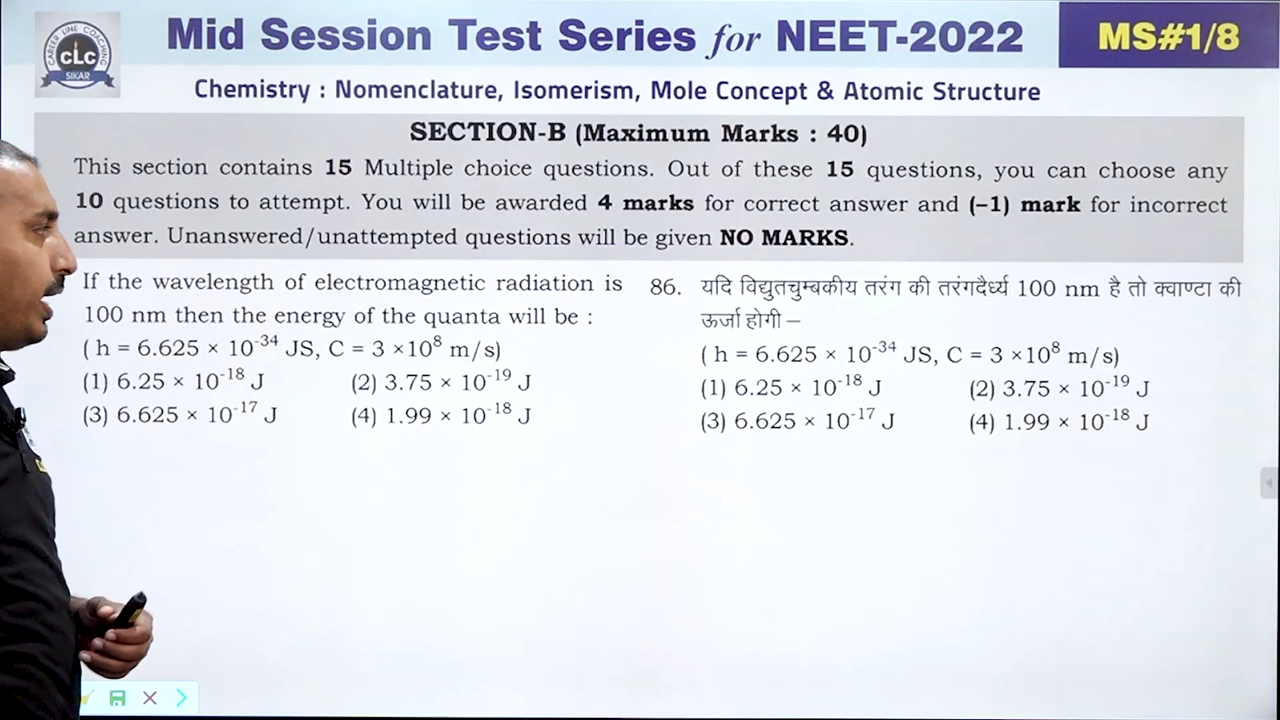 Mid Session Test Series for NEET-2022
MS#1/8
CAREER LINE COACHING
CLC
SIKAR
Chemistry : Nomenclature, Isomerism, Mole Concept & Atomic Structure
SECTION-B (Maximum Marks : 40)
This section contains 15 Multiple choice questions. Out of these 15 questions, you can choose any
10 questions to attempt. You will be awarded 4 marks for correct answer and (–1) mark for incorrect
answer. Unanswered/unattempted questions will be given NO MARKS.
If the wavelength of electromagnetic radiation is
100 nm then the energy of the quanta will be :
( h = 6.625 × 10⁻³⁴ JS, C = 3 ×10⁸ m/s)
(1) 6.25 × 10⁻¹⁸ J (2) 3.75 × 10⁻¹⁹ J
(3) 6.625 × 10⁻¹⁷ J (4) 1.99 × 10⁻¹⁸ J
86. यदि विद्युतचुम्बकीय तरंग की तरंगदैर्ध्य 100 nm है तो क्वाण्टा की
ऊर्जा होगी –
( h = 6.625 × 10⁻³⁴ JS, C = 3 ×10⁸ m/s)
(1) 6.25 × 10⁻¹⁸ J (2) 3.75 × 10⁻¹⁹ J
(3) 6.625 × 10⁻¹⁷ J (4) 1.99 × 10⁻¹⁸ J